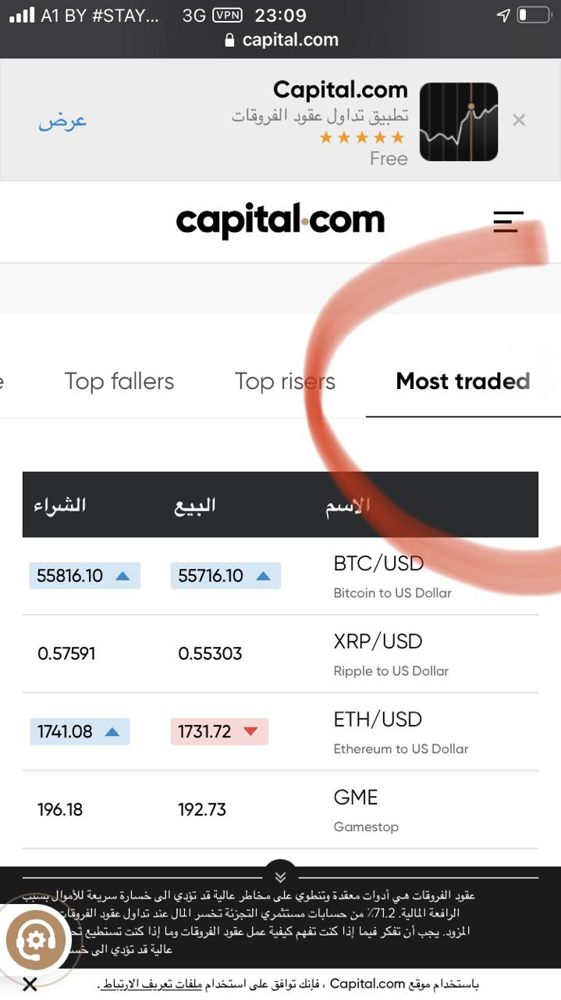 A1 BY #STAY... 3G VPN 23:09
capital.com
Capital.com
تطبيق تداول عقود الفروقات
Free
عرض
capital.com
Most traded
Top risers
Top fallers
e
الاسم البيع الشراء
BTC/USD 55716.10 55816.10
Bitcoin to US Dollar
XRP/USD 0.55303 0.57591
Ripple to US Dollar
ETH/USD 1731.72 1741.08
Ethereum to US Dollar
GME 192.73 196.18
Gamestop
عقود الفروقات هي أدوات معقدة وتنطوي على مخاطر عالية قد تؤدي الى خسارة سريعة للأموال بسبب
الرافعة المالية. 71.2٪ من حسابات مستثمري التجزئة تخسر المال عند تداول عقود الفروقات
المزود. يجب أن تفكر فيما إذا كنت تفهم كيفية عمل عقود الفروقات وما إذا كنت تستطيع
عالية قد تؤدي الى
باستخدام موقع Capital.com ، فإنك توافق على استخدام ملفات تعريف الارتباط.